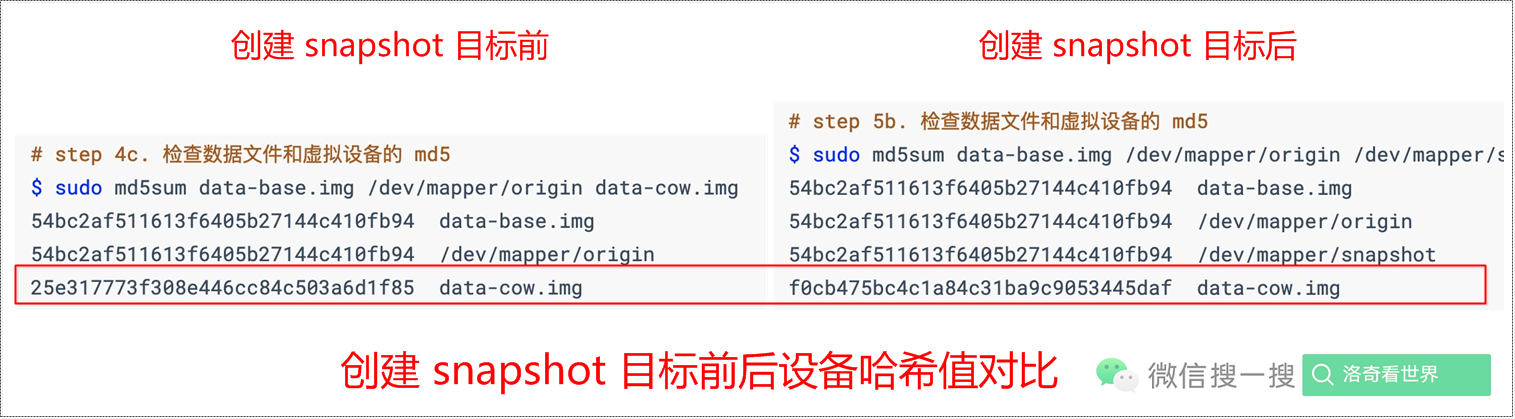 创建 snapshot 目标前
# step 4c. 检查数据文件和虚拟设备的 md5
$ sudo md5sum data-base.img /dev/mapper/origin data-cow.img
54bc2af511613f6405b27144c410fb94 data-base.img
54bc2af511613f6405b27144c410fb94 /dev/mapper/origin
25e317773f308e446cc84c503a6d1f85 data-cow.img
创建 snapshot 目标后
# step 5b. 检查数据文件和虚拟设备的 md5
$ sudo md5sum data-base.img /dev/mapper/origin /dev/mapper/s
54bc2af511613f6405b27144c410fb94 data-base.img
54bc2af511613f6405b27144c410fb94 /dev/mapper/origin
54bc2af511613f6405b27144c410fb94 /dev/mapper/snapshot
f0cb475bc4c1a84c31ba9c9053445daf data-cow.img
创建 snapshot 目标前后设备哈希值对比
微信搜一搜
洛奇看世界